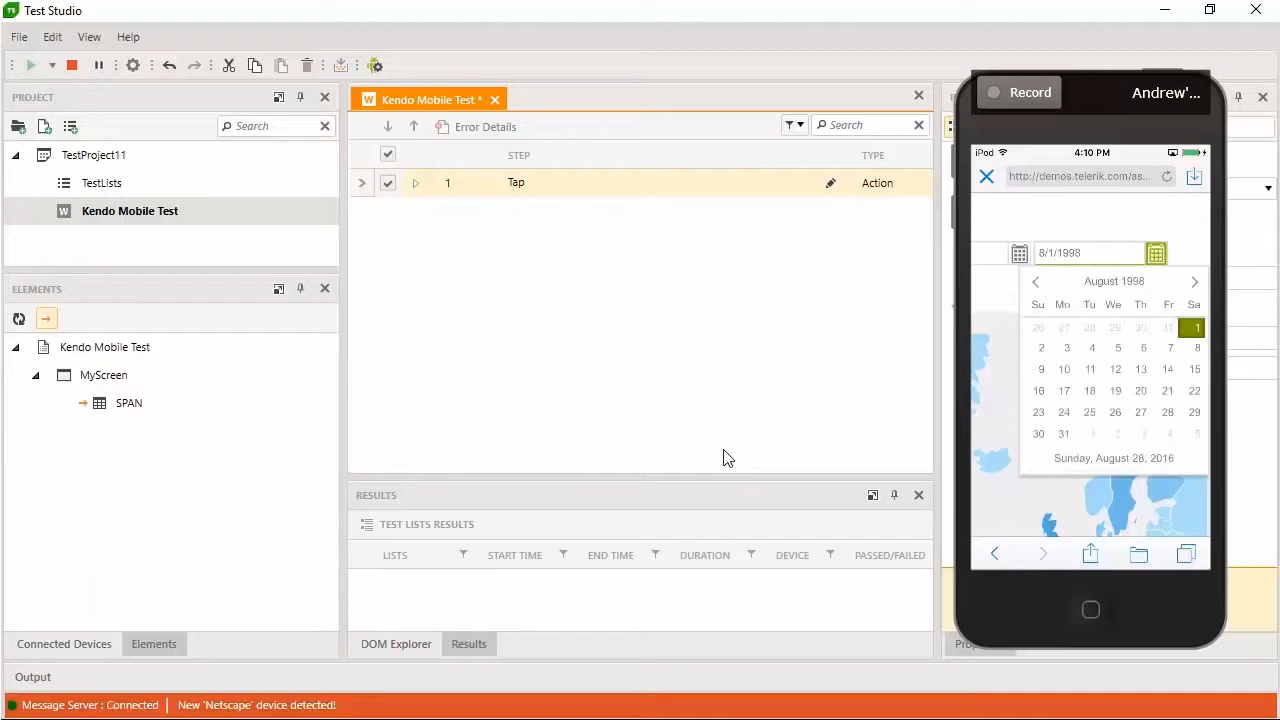 TS Test Studio
File Edit View Help
PROJECT
Search
TestProject11
TestLists
W Kendo Mobile Test
ELEMENTS
Kendo Mobile Test
MyScreen
SPAN
Connected Devices Elements
W Kendo Mobile Test *
Error Details
Search
STEP TYPE
1 Tap Action
RESULTS
TEST LISTS RESULTS
LISTS START TIME END TIME DURATION DEVICE PASSED/FAILED
DOM Explorer Results
Record Andrew'...
iPod 4:10 PM
http://demos.telerik.com/as...
8/1/1998
August 1998
Su Mo Tu We Th Fr Sa
26 27 28 29 30 31 1
2 3 4 5 6 7 8
9 10 11 12 13 14 15
16 17 18 19 20 21 22
23 24 25 26 27 28 29
30 31 1 2 3 4 5
Sunday, August 28, 2016
Output
Message Server : Connected New 'Netscape' device detected!